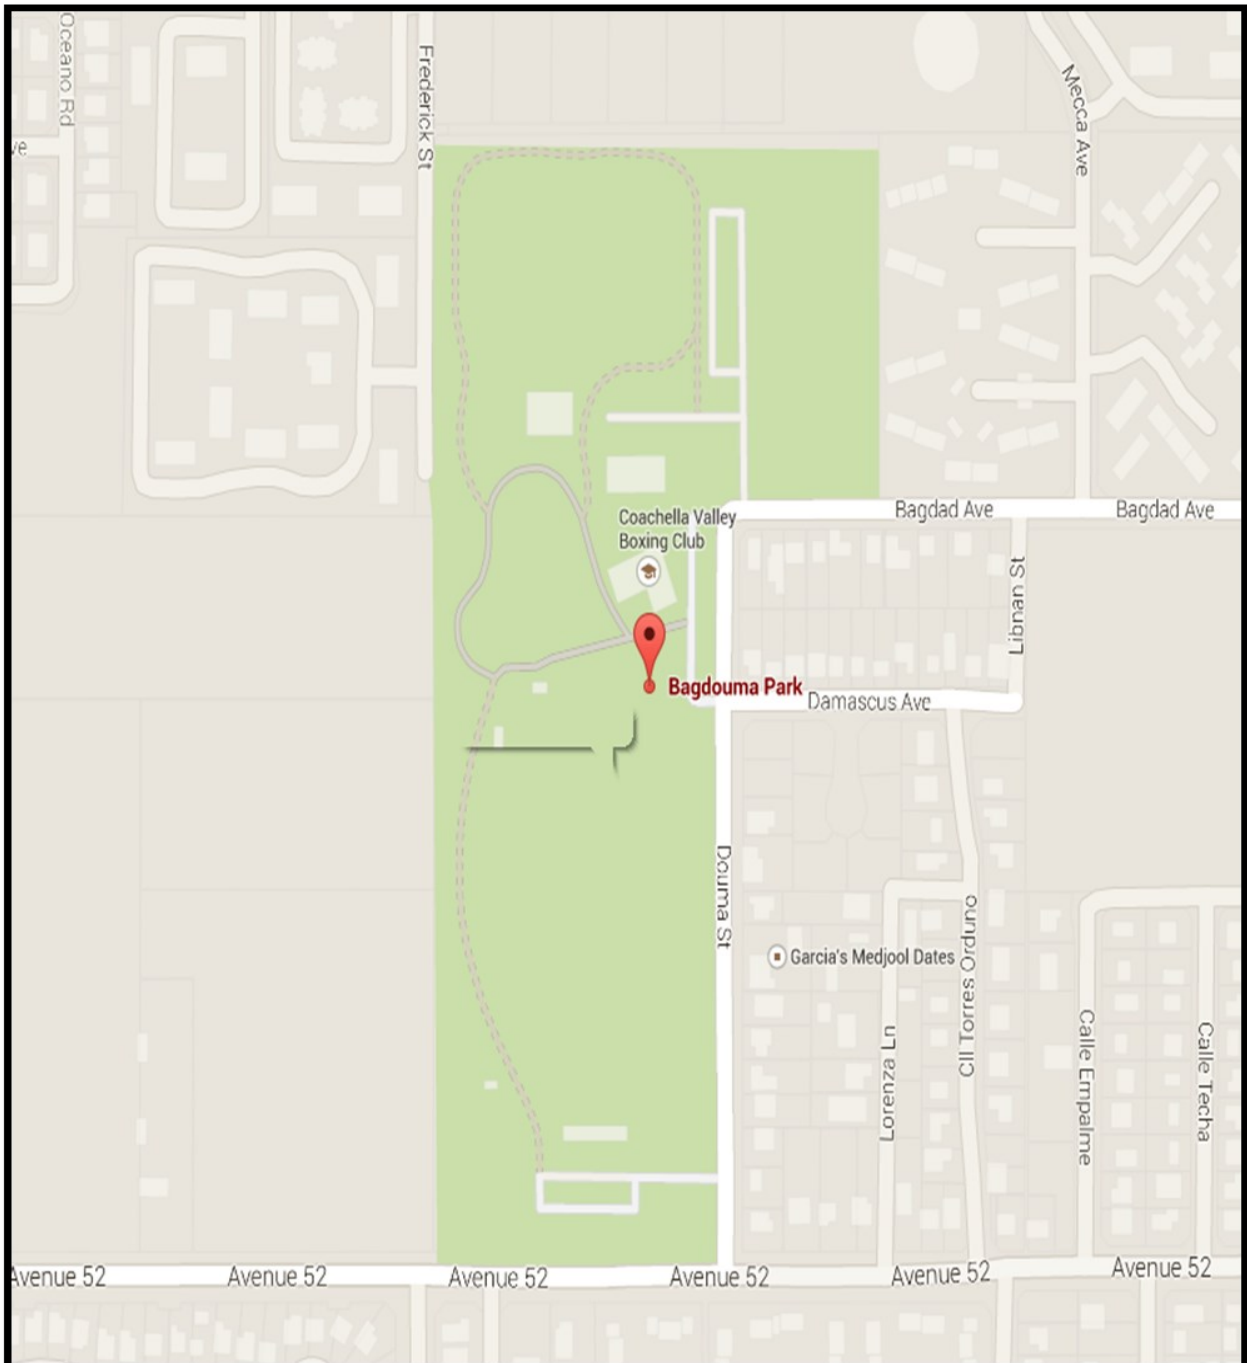 Oceano Rd
Frederick St
Mecca Ave
ve
Bagdad Ave
Bagdad Ave
Coachella Valley
Boxing Club
Libnan St
Bagdouma Park
Damascus Ave
Douma St
Garcia's Medjool Dates
Cll Torres Orduno
Lorenza Ln
Calle Empalme
Calle Techa
Avenue 52
Avenue 52
Avenue 52
Avenue 52
Avenue 52
Avenue 52